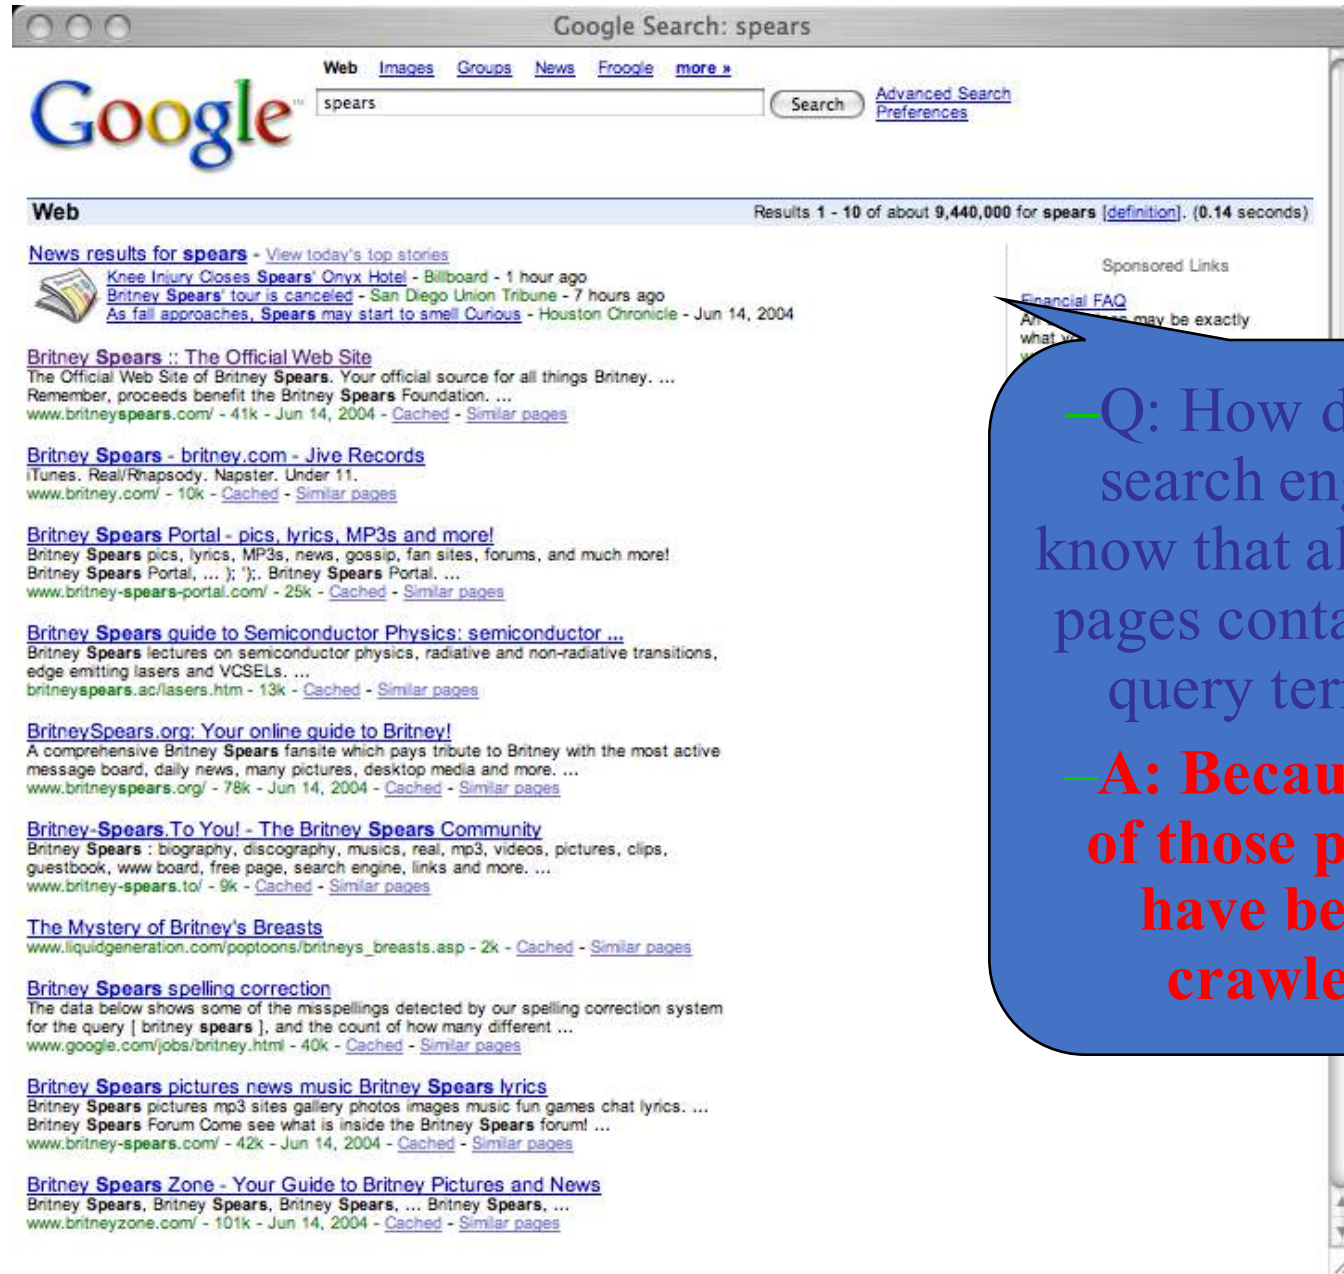 Google Search: spears
Web Images Groups News Froogle more »
Google™ spears Search Advanced Search
Preferences
Web Results 1 - 10 of about 9,440,000 for spears [definition]. (0.14 seconds)
News results for spears - View today's top stories
Knee Injury Closes Spears' Onyx Hotel - Billboard - 1 hour ago
Britney Spears' tour is canceled - San Diego Union Tribune - 7 hours ago
As fall approaches, Spears may start to smell Curious - Houston Chronicle - Jun 14, 2004
Britney Spears :: The Official Web Site
The Official Web Site of Britney Spears. Your official source for all things Britney. ...
Remember, proceeds benefit the Britney Spears Foundation. ...
www.britneyspears.com/ - 41k - Jun 14, 2004 - Cached - Similar pages
Britney Spears - britney.com - Jive Records
iTunes. Real/Rhapsody. Napster. Under 11.
www.britney.com/ - 10k - Cached - Similar pages
Britney Spears Portal - pics, lyrics, MP3s and more!
Britney Spears pics, lyrics, MP3s, news, gossip, fan sites, forums, and much more!
Britney Spears Portal, ... }; ');. Britney Spears Portal. ...
www.britney-spears-portal.com/ - 25k - Cached - Similar pages
Britney Spears guide to Semiconductor Physics: semiconductor ...
Britney Spears lectures on semiconductor physics, radiative and non-radiative transitions,
edge emitting lasers and VCSELs. ...
britneyspears.ac/lasers.htm - 13k - Cached - Similar pages
BritneySpears.org: Your online guide to Britney!
A comprehensive Britney Spears fansite which pays tribute to Britney with the most active
message board, daily news, many pictures, desktop media and more. ...
www.britneyspears.org/ - 78k - Jun 14, 2004 - Cached - Similar pages
Britney-Spears.To You! - The Britney Spears Community
Britney Spears : biography, discography, musics, real, mp3, videos, pictures, clips,
guestbook, www board, free page, search engine, links and more. ...
www.britney-spears.to/ - 9k - Cached - Similar pages
The Mystery of Britney's Breasts
www.liquidgeneration.com/poptoons/britneys_breasts.asp - 2k - Cached - Similar pages
Britney Spears spelling correction
The data below shows some of the misspellings detected by our spelling correction system
for the query [ britney spears ], and the count of how many different ...
www.google.com/jobs/britney.html - 40k - Cached - Similar pages
Britney Spears pictures news music Britney Spears lyrics
Britney Spears pictures mp3 sites gallery photos images music fun games chat lyrics. ...
Britney Spears Forum Come see what is inside the Britney Spears forum! ...
www.britney-spears.com/ - 42k - Jun 14, 2004 - Cached - Similar pages
Britney Spears Zone - Your Guide to Britney Pictures and News
Britney Spears, Britney Spears, Britney Spears, ... Britney Spears, ...
www.britneyzone.com/ - 101k - Jun 14, 2004 - Cached - Similar pages
Sponsored Links
Financial FAQ
may be exactly
what
–Q: How d
search en
know that al
pages conta
query ter
–A: Becau
of those p
have be
crawle